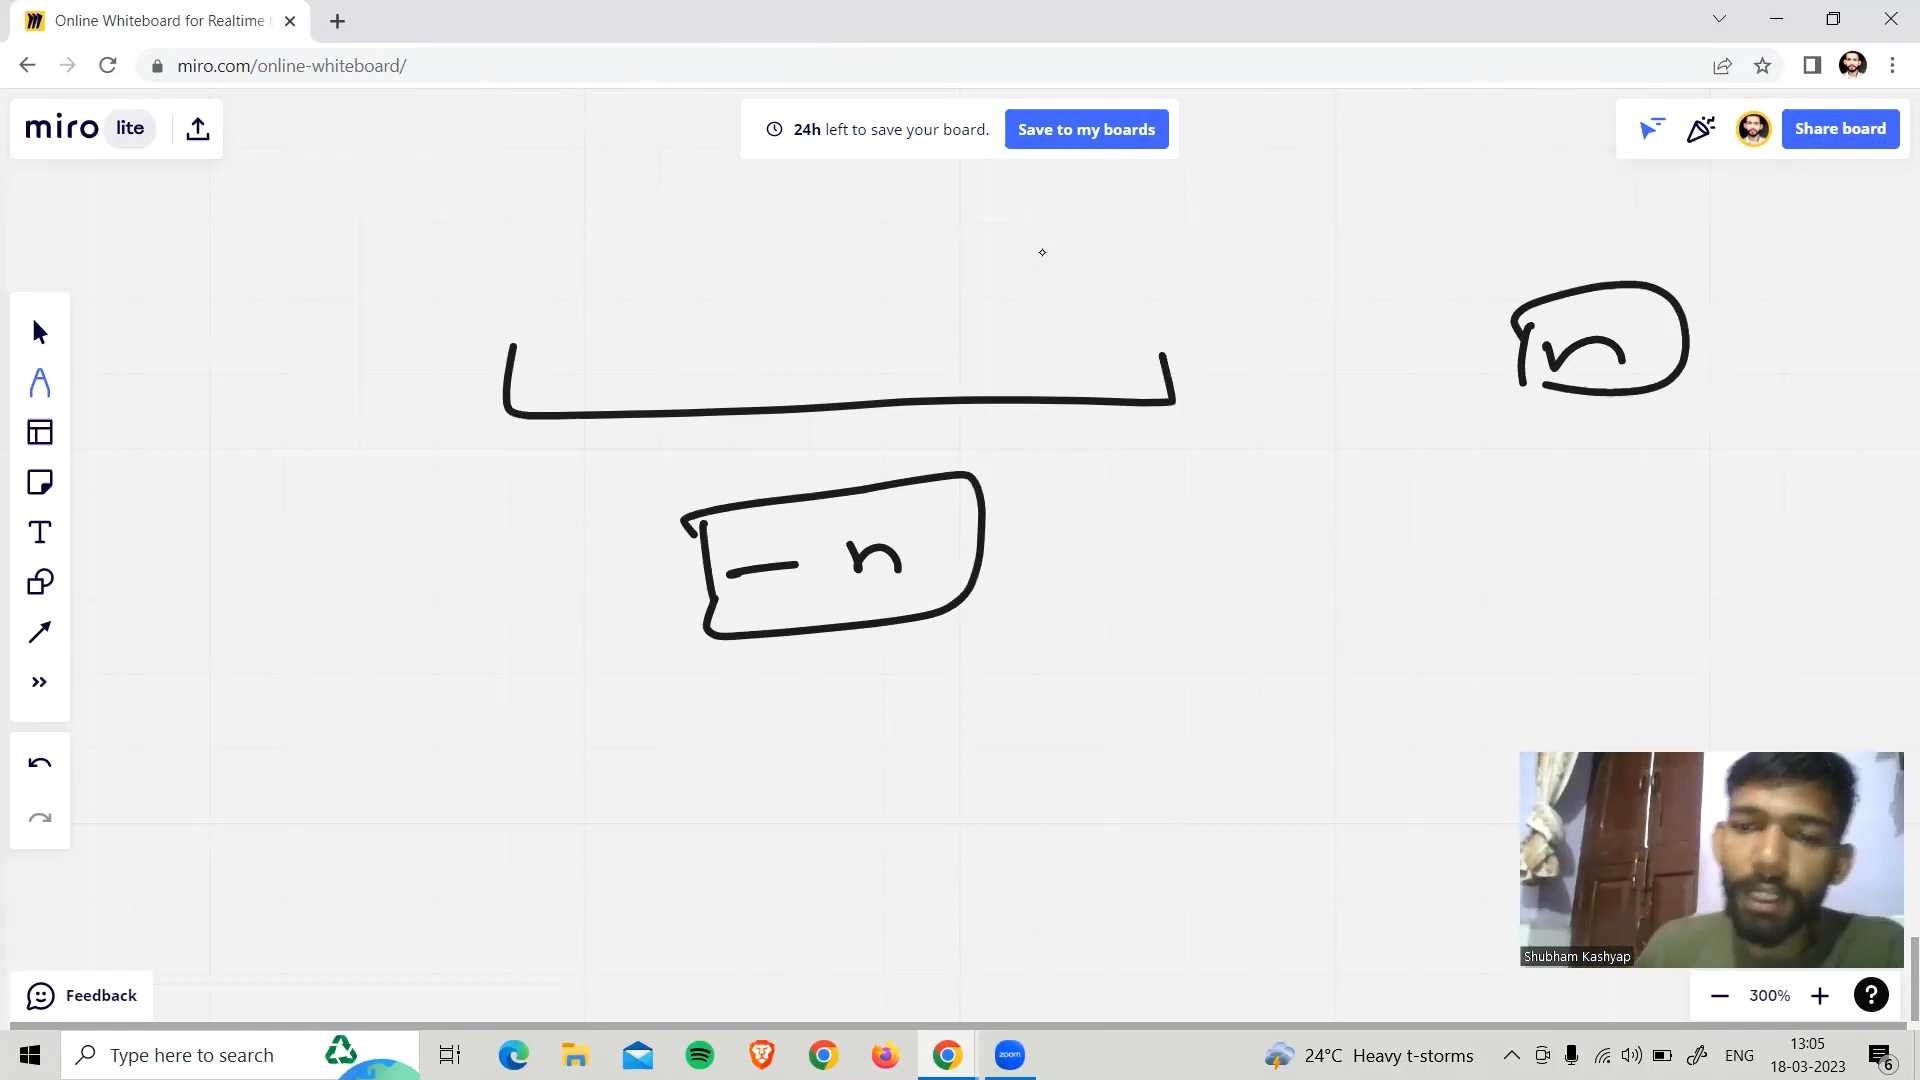 Online Whiteboard for Realtime
miro.com/online-whiteboard/
miro lite
24h left to save your board.
Save to my boards
Share board
n
- n
Shubham Kashyap
Feedback
300%
?
Type here to search
zoom
24°C Heavy t-storms
ENG
13:05
18-03-2023
6